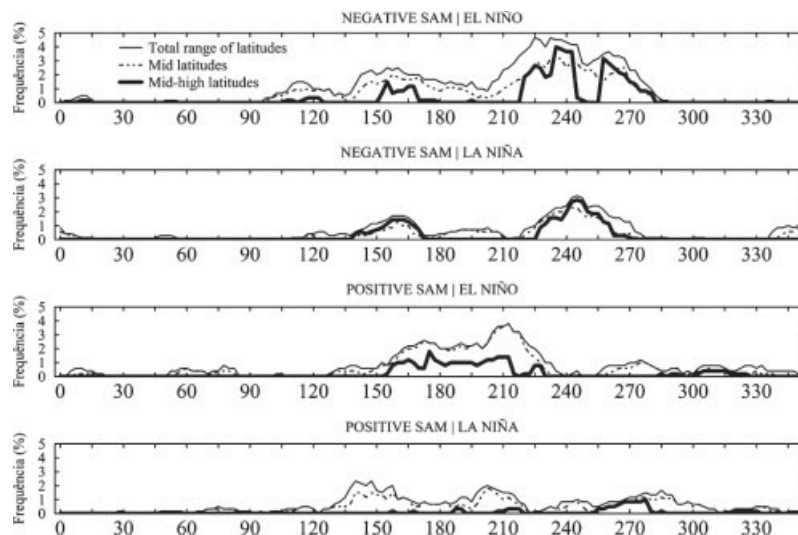 NEGATIVE SAM | EL NIÑO
Frequência (%)
5
4
3
2
1
0
Total range of latitudes
Mid latitudes
Mid-high latitudes
0 30 60 90 120 150 180 210 240 270 300 330
NEGATIVE SAM | LA NIÑA
Frequência (%)
5
4
3
2
1
0
0 30 60 90 120 150 180 210 240 270 300 330
POSITIVE SAM | EL NIÑO
Frequência (%)
5
4
3
2
1
0
0 30 60 90 120 150 180 210 240 270 300 330
POSITIVE SAM | LA NIÑA
Frequência (%)
5
4
3
2
1
0
0 30 60 90 120 150 180 210 240 270 300 330